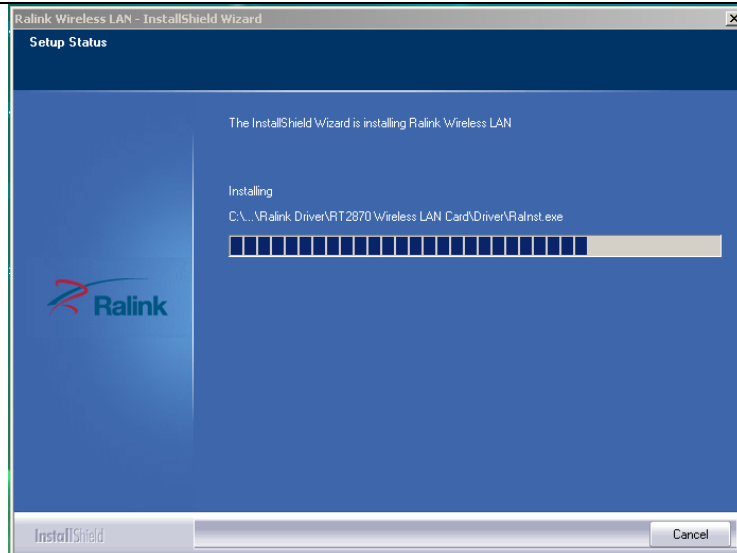 Ralink Wireless LAN - InstallShield Wizard
Setup Status
The InstallShield Wizard is installing Ralink Wireless LAN
Installing
C:\...\Ralink Driver\RT2870 Wireless LAN Card\Driver\RaInst.exe
Ralink
InstallShield
Cancel